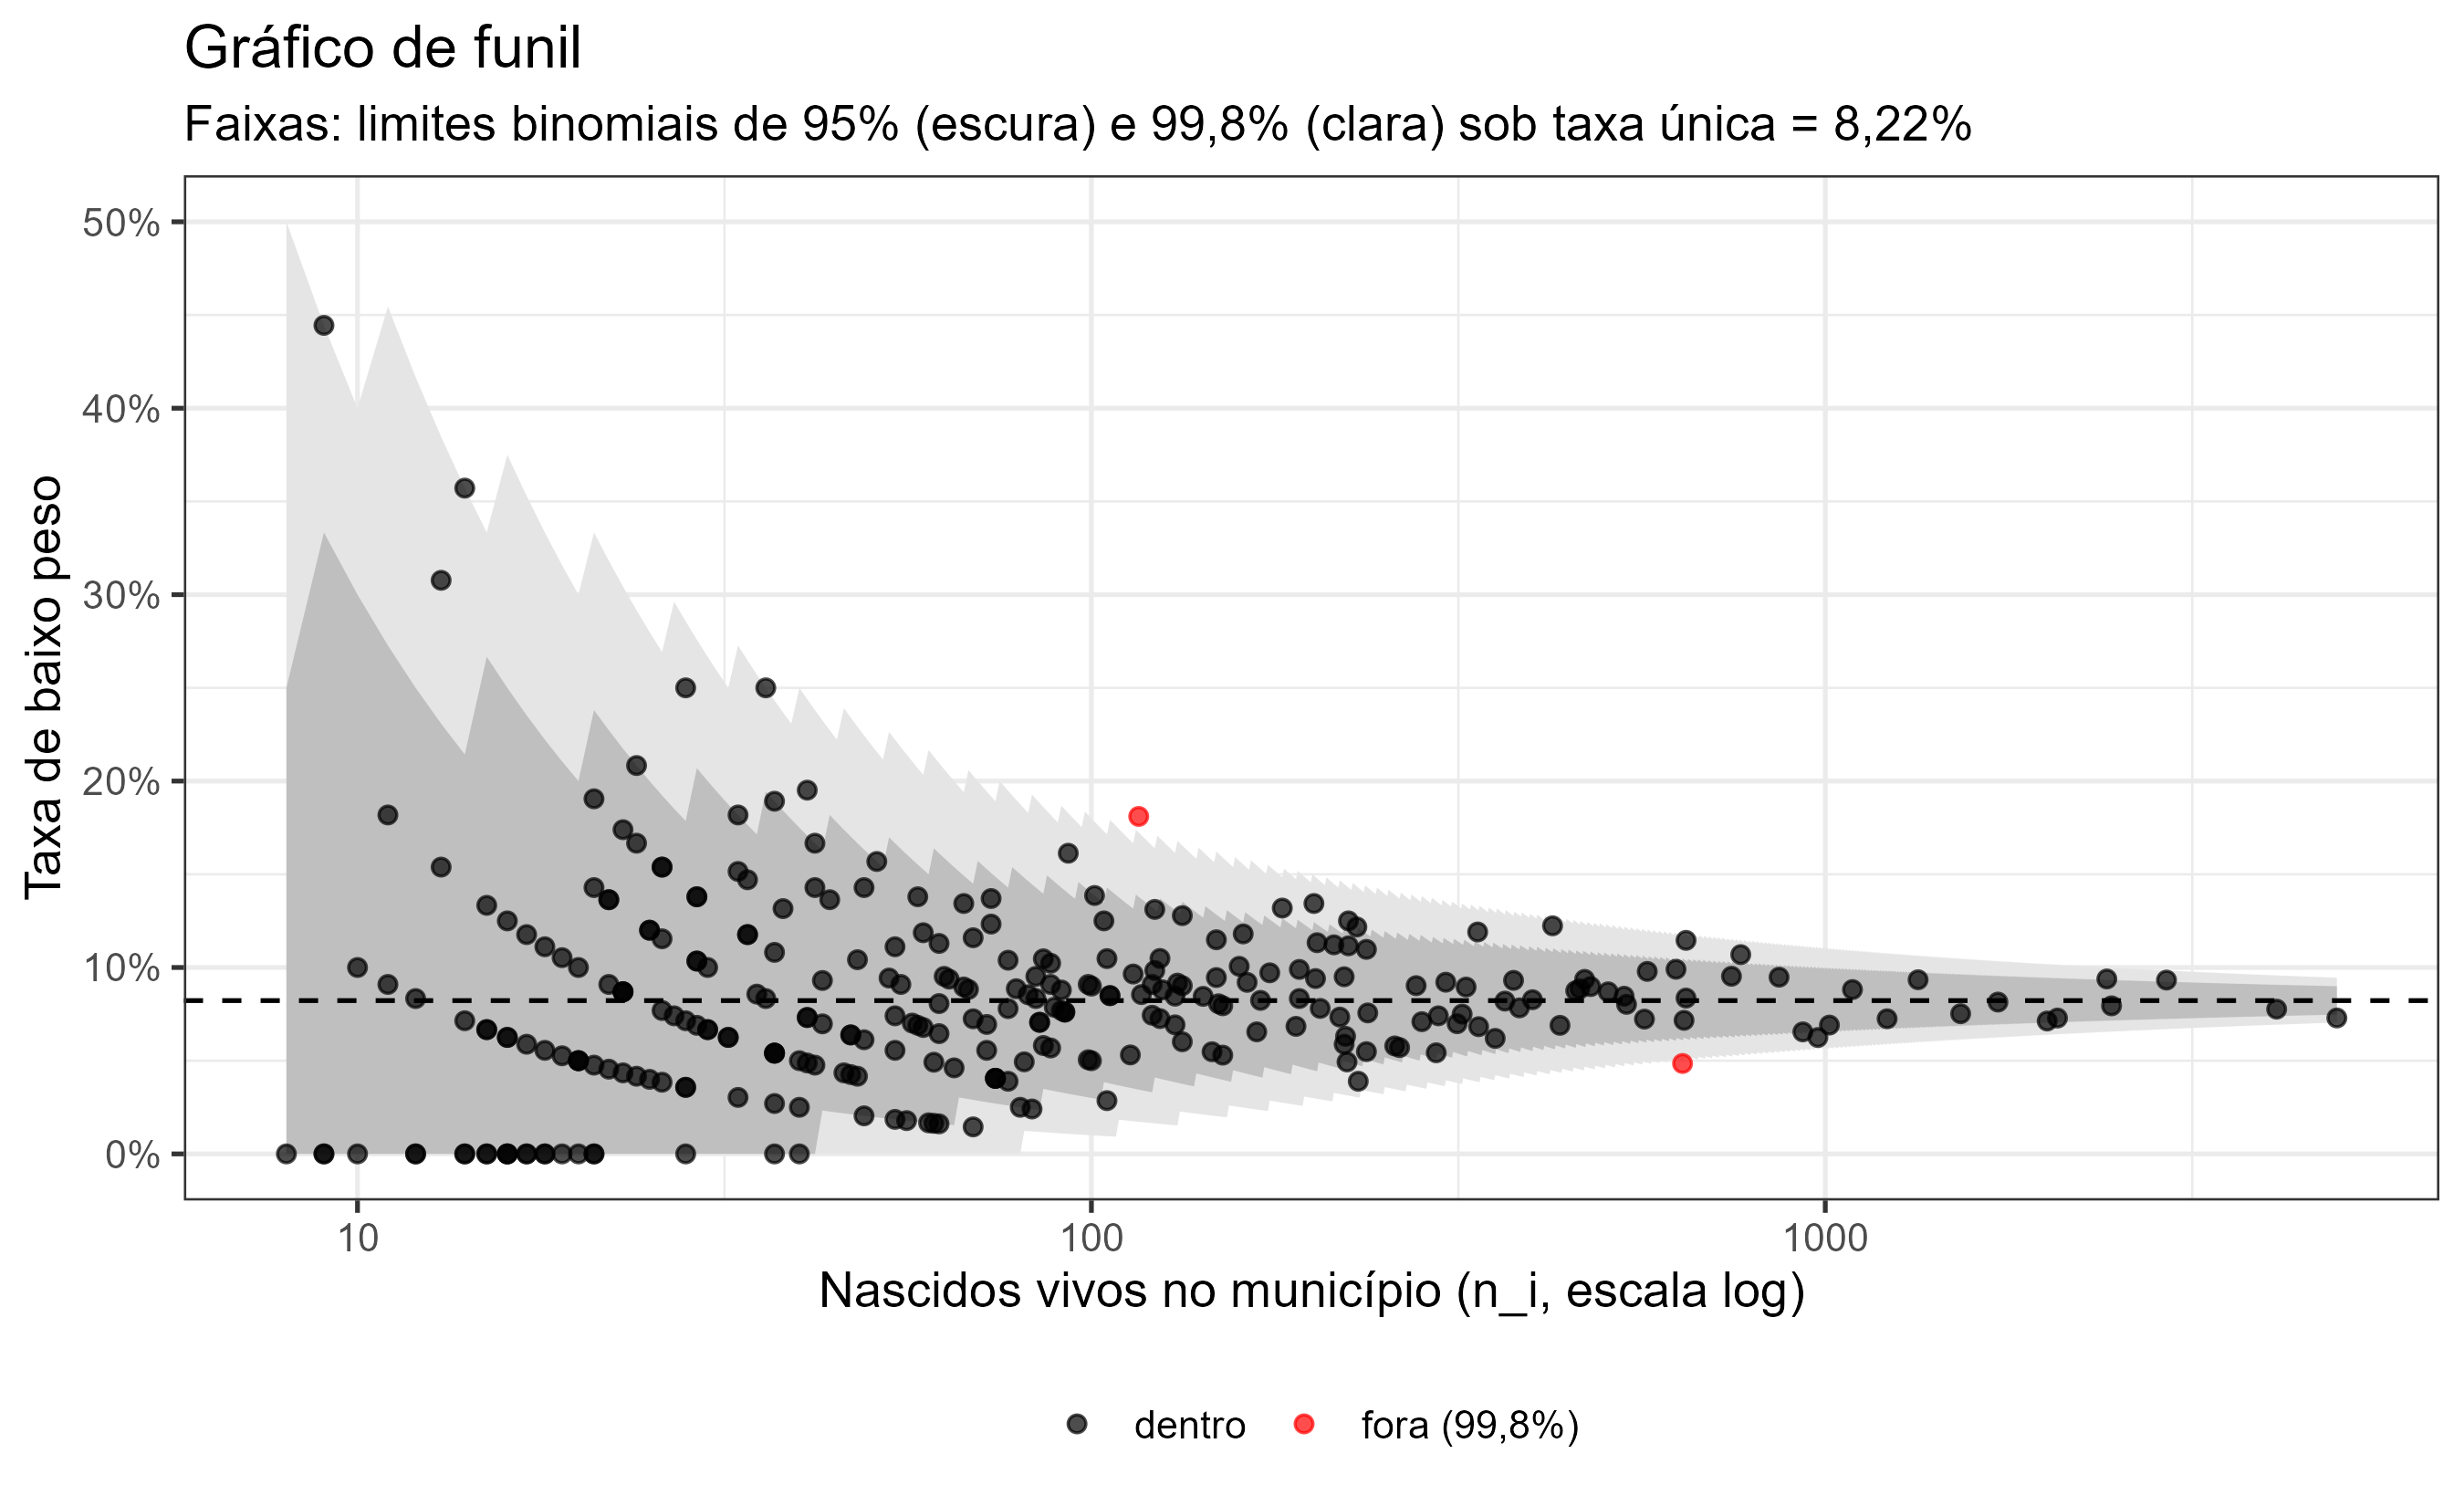 Gráfico de funil
Faixas: limites binomiais de 95% (escura) e 99,8% (clara) sob taxa única = 8,22%
Taxa de baixo peso
50%
40%
30%
20%
10%
0%
10
100
1000
Nascidos vivos no município (n_i, escala log)
dentro
fora (99,8%)